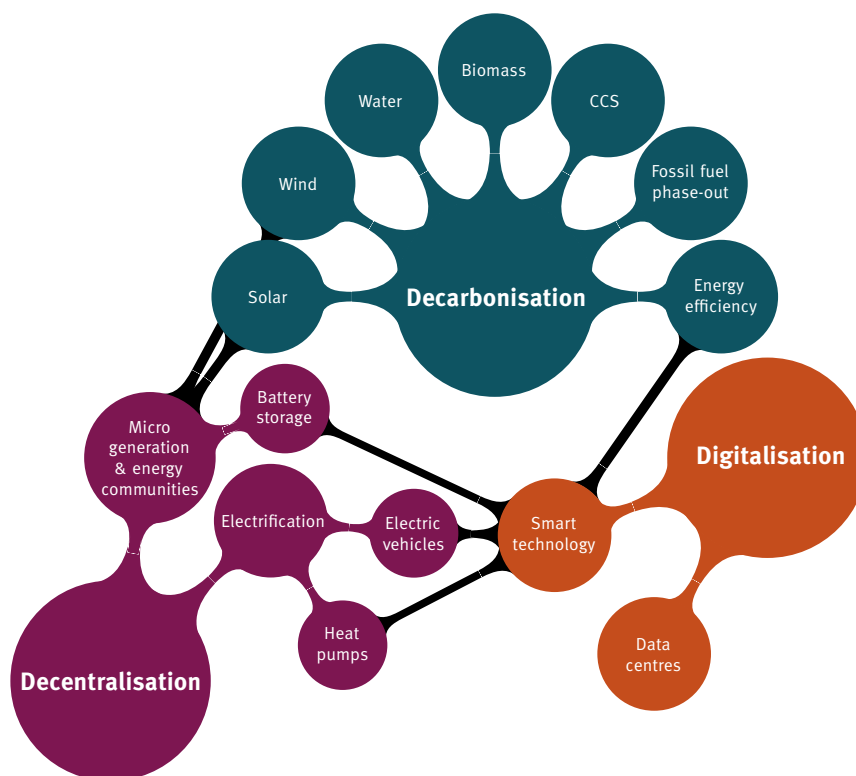 Biomass
Water
CCS
Wind
Fossil fuel
phase-out
Solar
Decarbonisation
Energy
efficiency
Battery
storage
Micro
generation
& energy
communities
Digitalisation
Electrification
Electric
vehicles
Smart
technology
Heat
pumps
Data
centres
Decentralisation